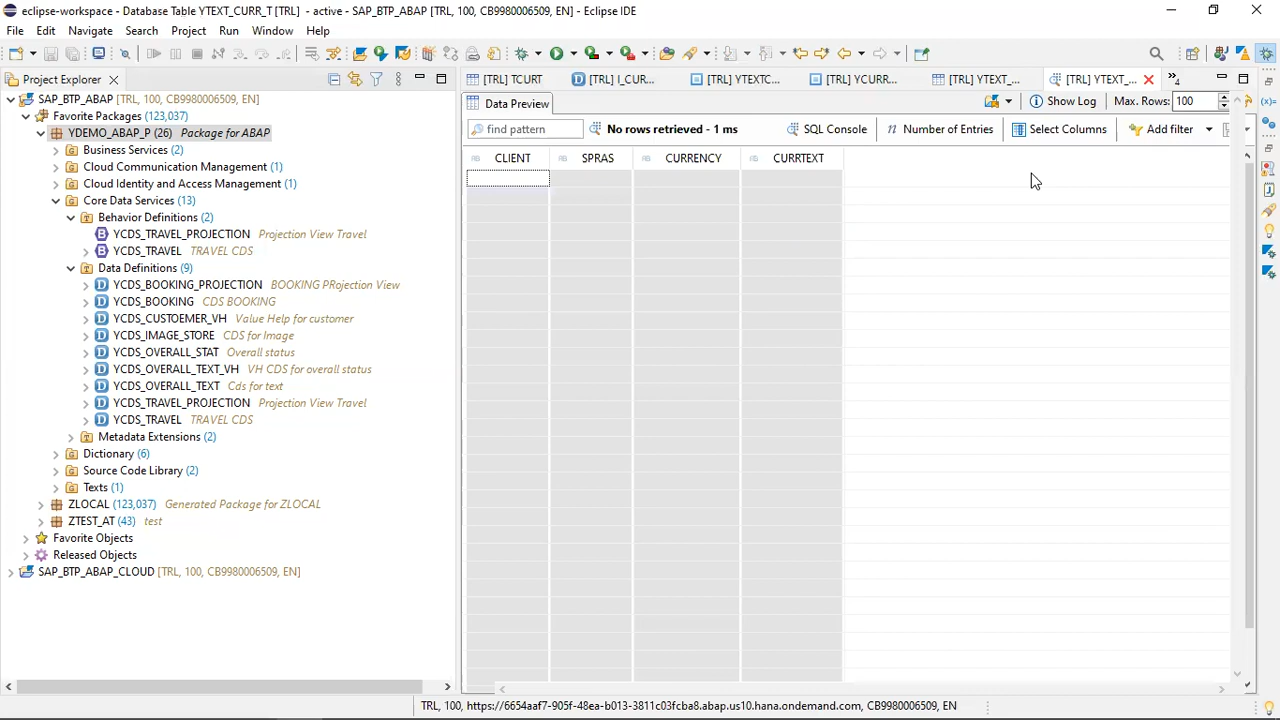 eclipse-workspace - Database Table YTEXT_CURR_T [TRL]  - active - SAP_BTP_ABAP [TRL, 100, CB9980006509, EN] - Eclipse IDE
File Edit Navigate Search Project Run Window Help
Project Explorer
[TRL] TCURT [TRL] I_CUR... [TRL] YTEXTC... [TRL] YCURR... [TRL] YTEXT_... [TRL] YTEXT_... 4
SAP_BTP_ABAP [TRL, 100, CB9980006509, EN]
Favorite Packages (123,037)
YDEMO_ABAP_P (26) Package for ABAP
Business Services (2)
Cloud Communication Management (1)
Cloud Identity and Access Management (1)
Core Data Services (13)
Behavior Definitions (2)
YCDS_TRAVEL_PROJECTION Projection View Travel
YCDS_TRAVEL TRAVEL CDS
Data Definitions (9)
YCDS_BOOKING_PROJECTION BOOKING PRojection View
YCDS_BOOKING CDS BOOKING
YCDS_CUSTOEMER_VH Value Help for customer
YCDS_IMAGE_STORE CDS for Image
YCDS_OVERALL_STAT Overall status
YCDS_OVERALL_TEXT_VH VH CDS for overall status
YCDS_OVERALL_TEXT Cds for text
YCDS_TRAVEL_PROJECTION Projection View Travel
YCDS_TRAVEL TRAVEL CDS
Metadata Extensions (2)
Dictionary (6)
Source Code Library (2)
Texts (1)
ZLOCAL (123,037) Generated Package for ZLOCAL
ZTEST_AT (43) test
Favorite Objects
Released Objects
SAP_BTP_ABAP_CLOUD [TRL, 100, CB9980006509, EN]
Data Preview Show Log Max. Rows: 100
find pattern No rows retrieved - 1 ms SQL Console Number of Entries Select Columns Add filter
CLIENT SPRAS CURRENCY CURRTEXT
TRL, 100, https://6654aaf7-905f-48ea-b013-3811c03fcba8.abap.us10.hana.ondemand.com, CB9980006509, EN